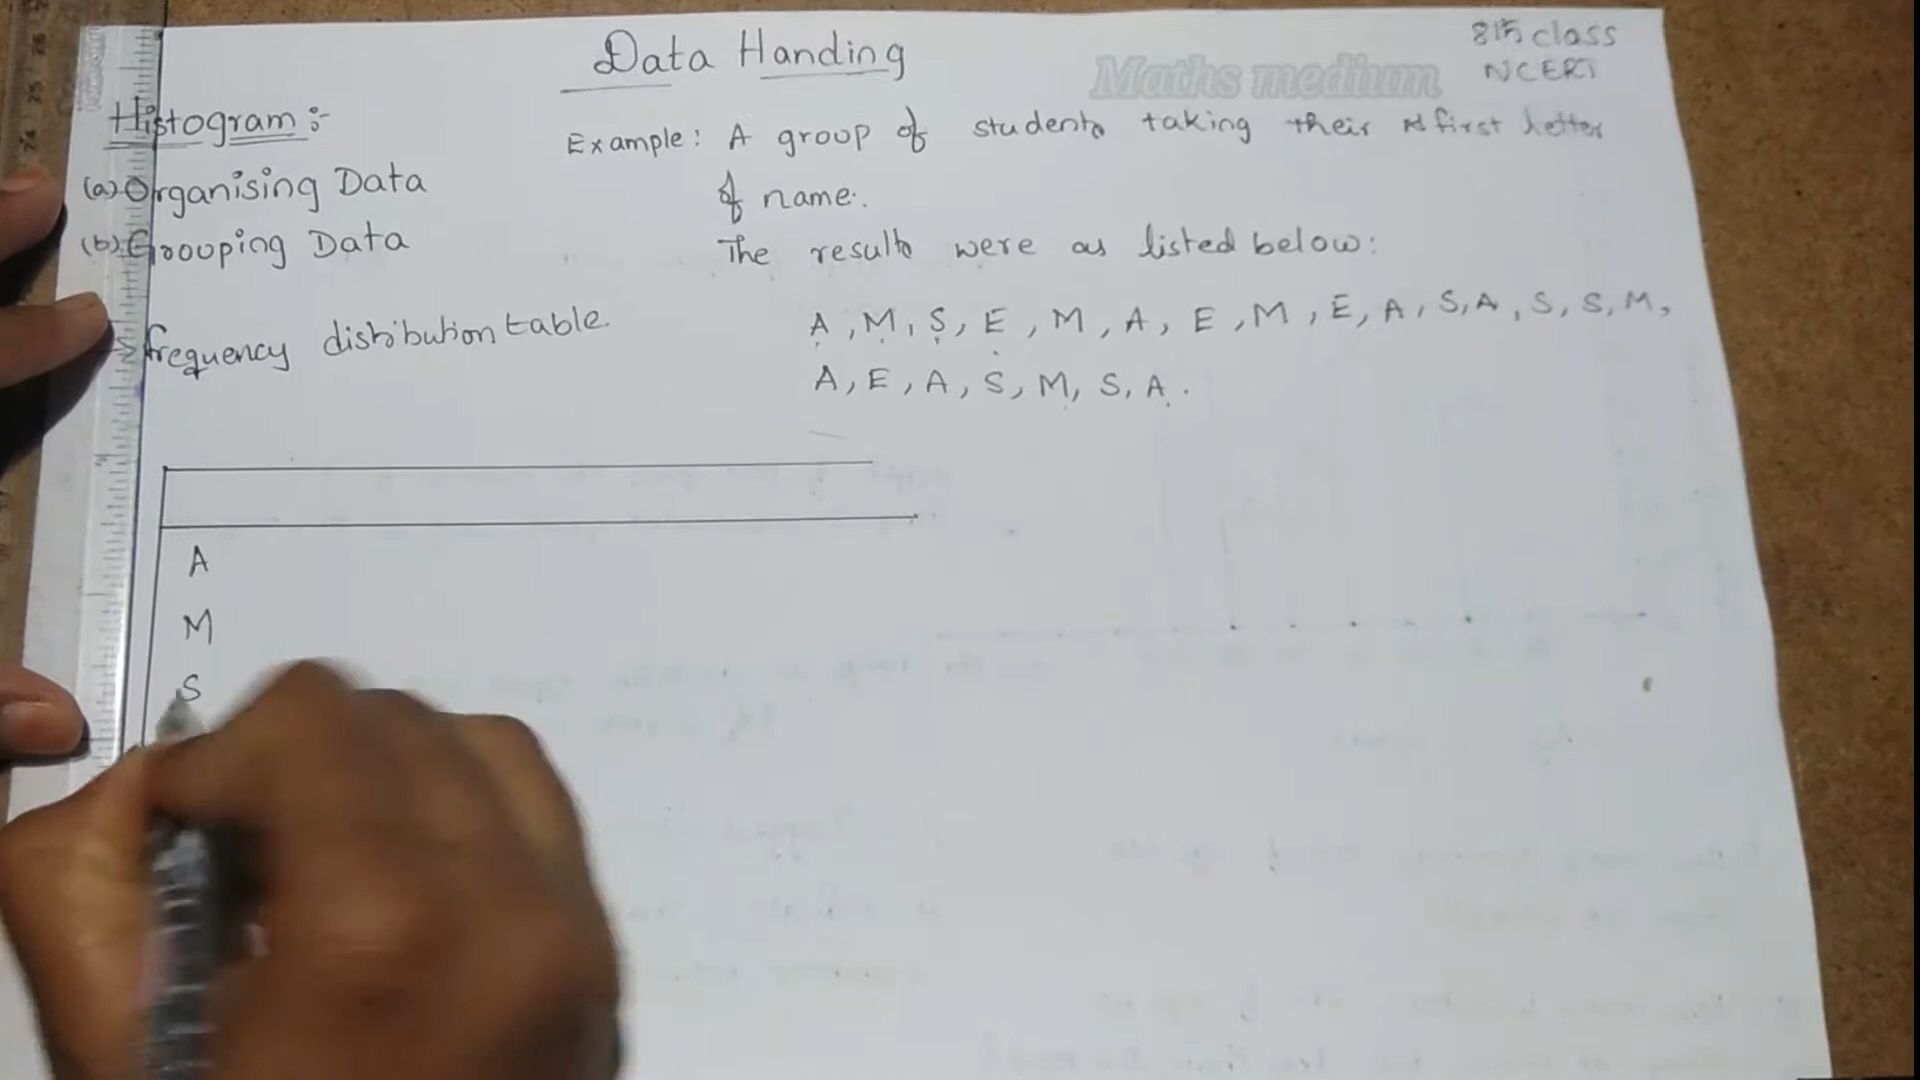 Data Handing
8th class
NCERT
Maths medium
Histogram :-
(a) Organising Data
(b) Groouping Data
frequency distribution table
Example: A group of students taking their first letter
of name:.
The results were as listed below:
A, M, S, E, M, A, E, M, E, A, S, A, S, S, M,
A, E, A, S, M, S, A.
A
M
S